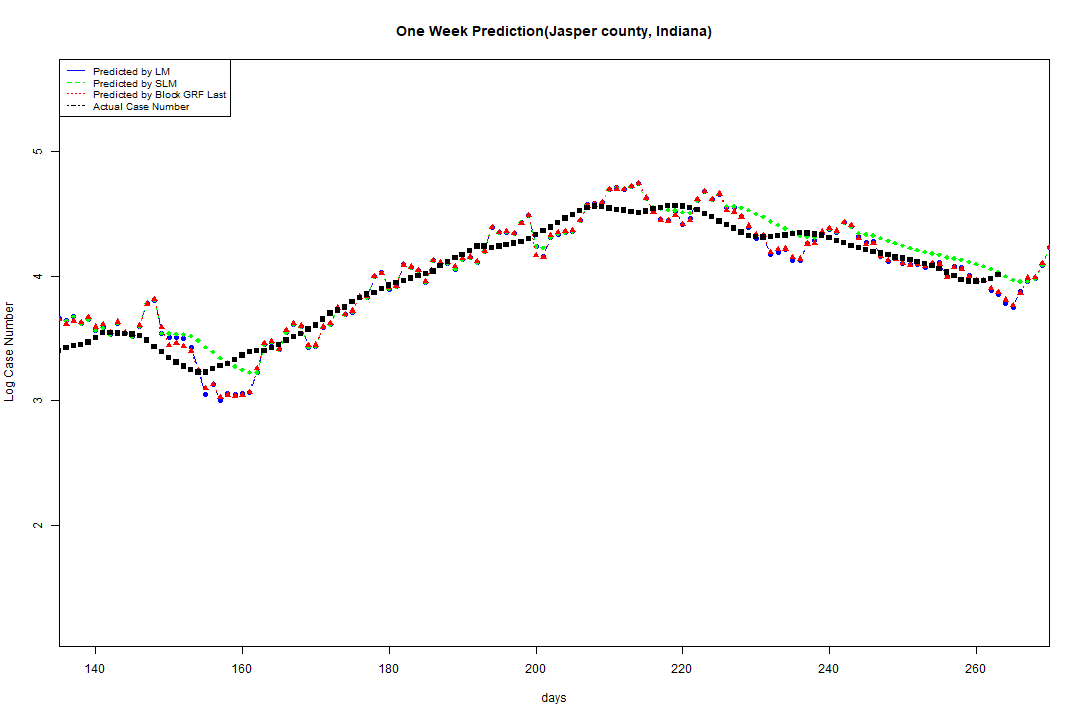 One Week Prediction(Jasper county, Indiana)
Predicted by LM
Predicted by SLM
Predicted by Block GRF Last
Actual Case Number
5
4
3
2
Log Case Number
140 160 180 200 220 240 260
days